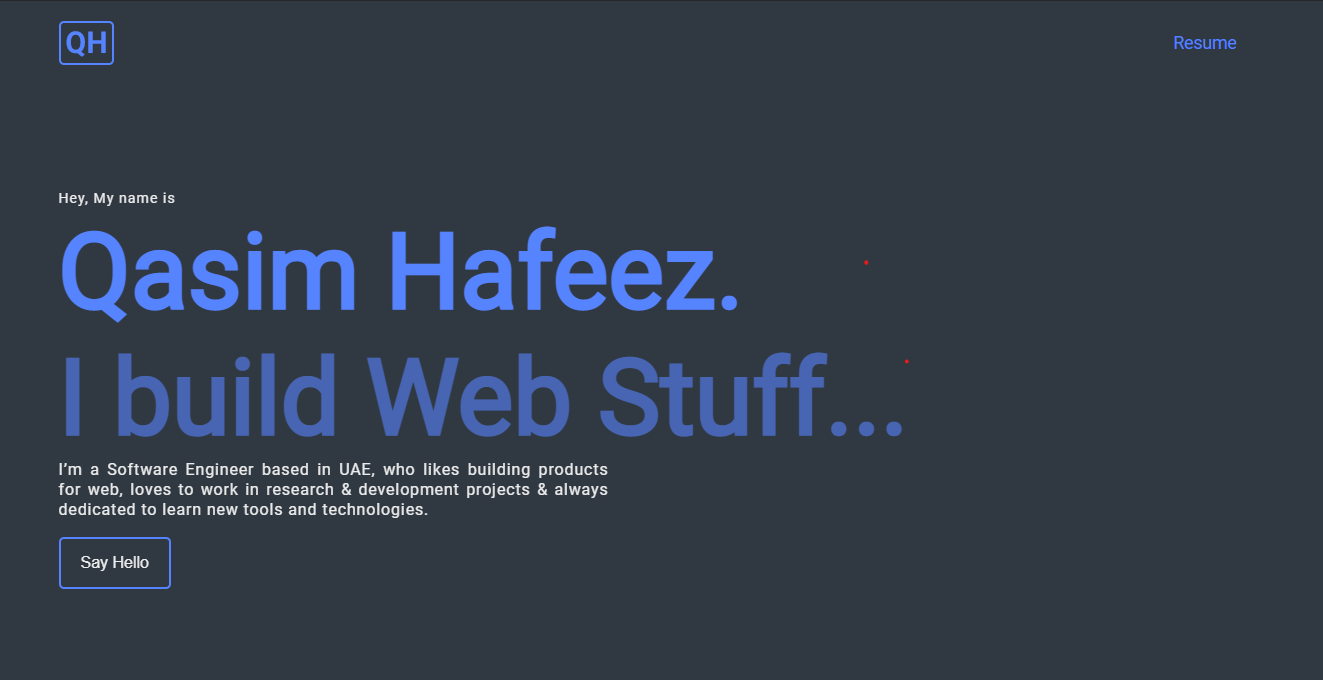 QH
Resume
Hey, My name is
Qasim Hafeez.
I build Web Stuff...
I’m a Software Engineer based in UAE, who likes building products
for web, loves to work in research & development projects & always
dedicated to learn new tools and technologies.
Say Hello